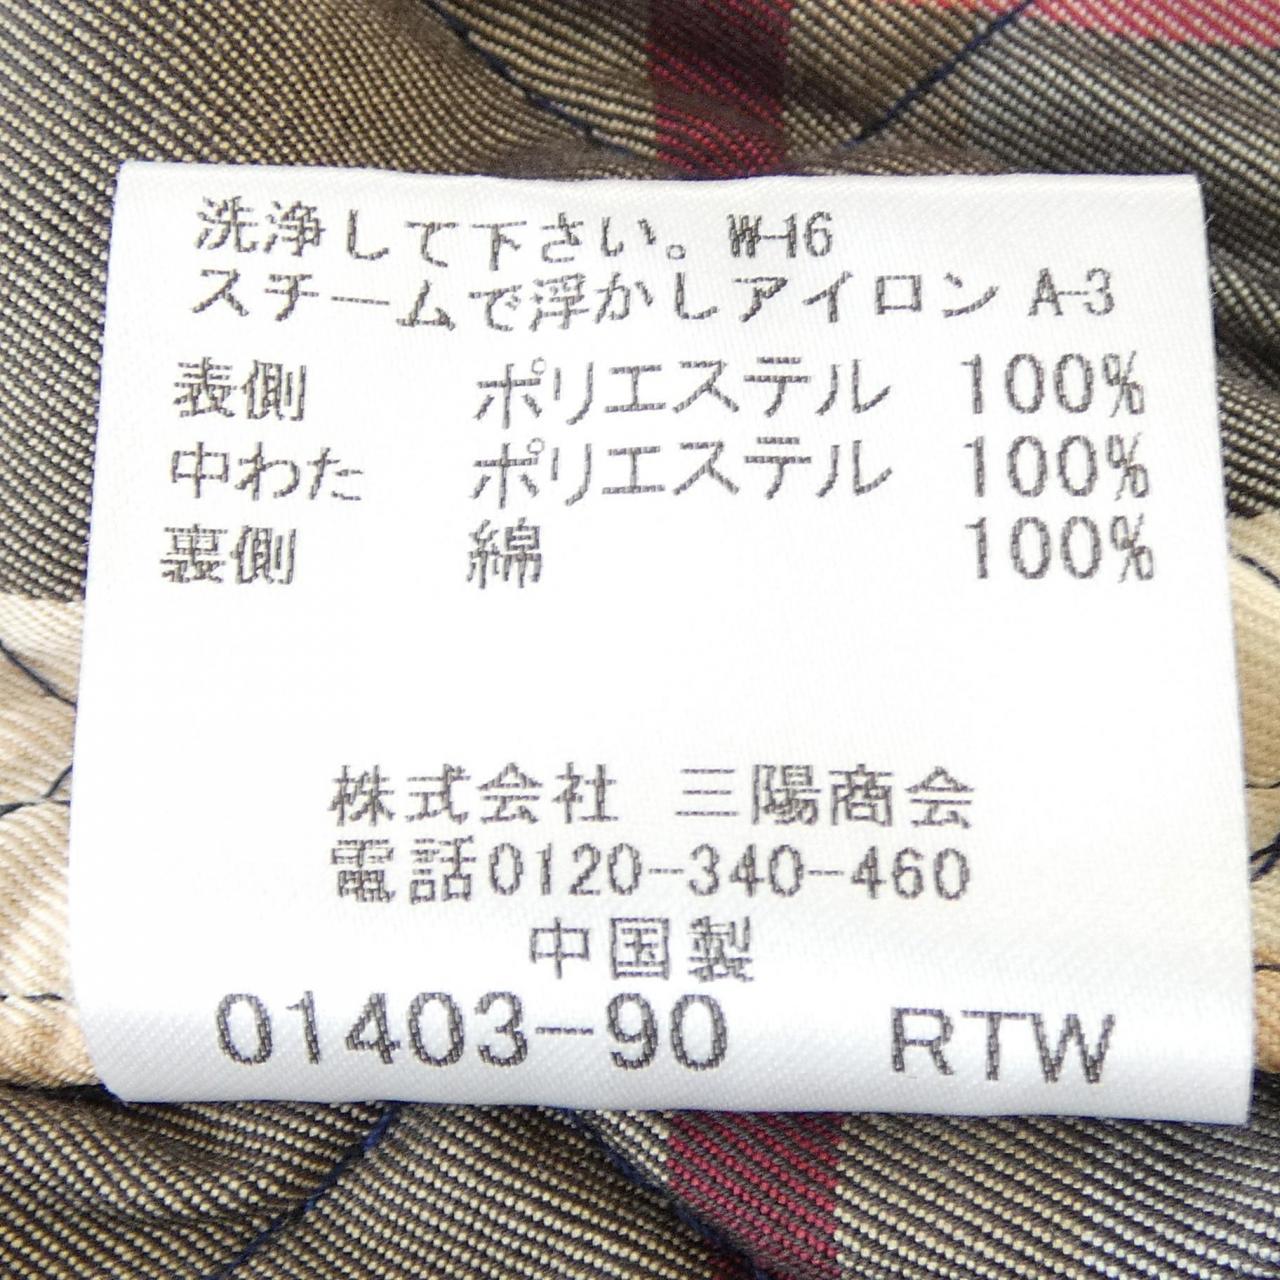 洗浄して下さい。W-16
スチームで浮かしアイロン A-3
表側 ポリエステル 100%
中わた ポリエステル 100%
裏側 綿 100%
株式会社 三陽商会
電話0120-340-460
中国製
01403-90 RTW